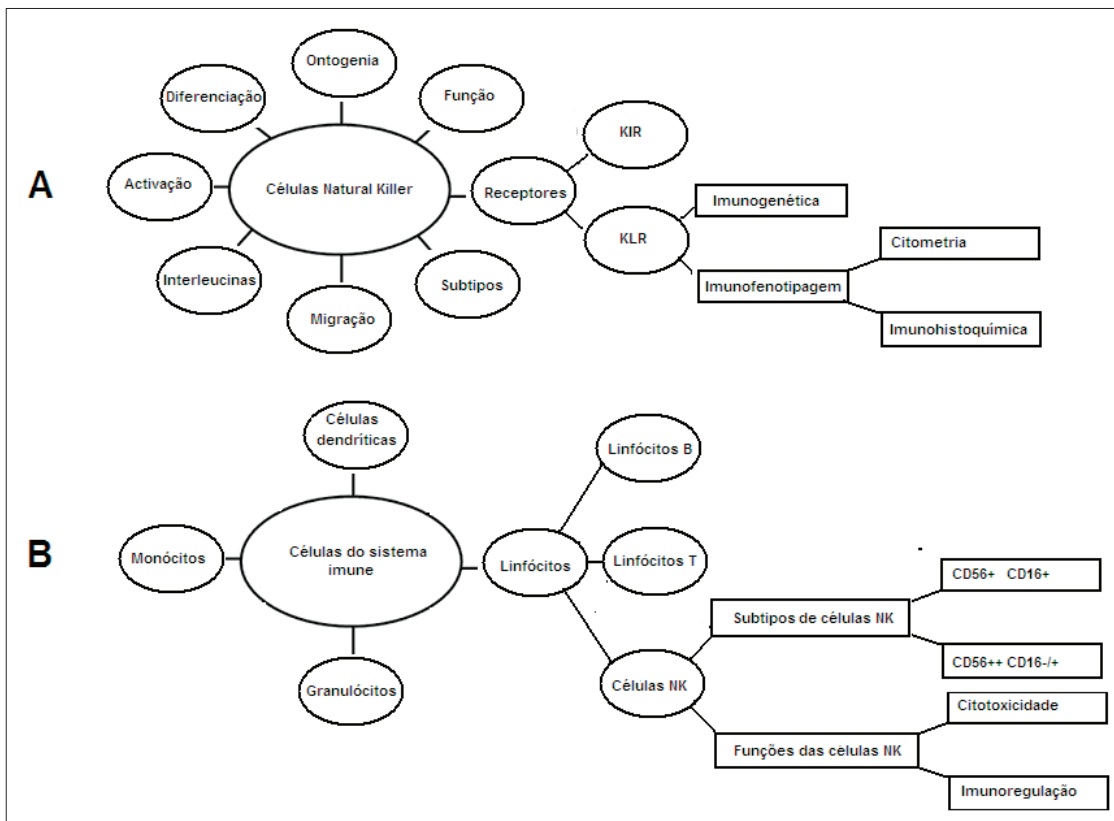 A
Ontogenia
Diferenciação
Função
Activação
Células Natural Killer
Receptores
KIR
KLR
Imunogenética
Imunofenotipagem
Citometria
Imunohistoquímica
Interleucinas
Migração
Subtipos
B
Células
dendríticas
Monócitos
Células do sistema
imune
Granulócitos
Linfócitos
Linfócitos B
Linfócitos T
Células NK
Subtipos de células NK
CD56+ CD16+
CD56++ CD16-/+
Funções das células NK
Citotoxicidade
Imunoregulação